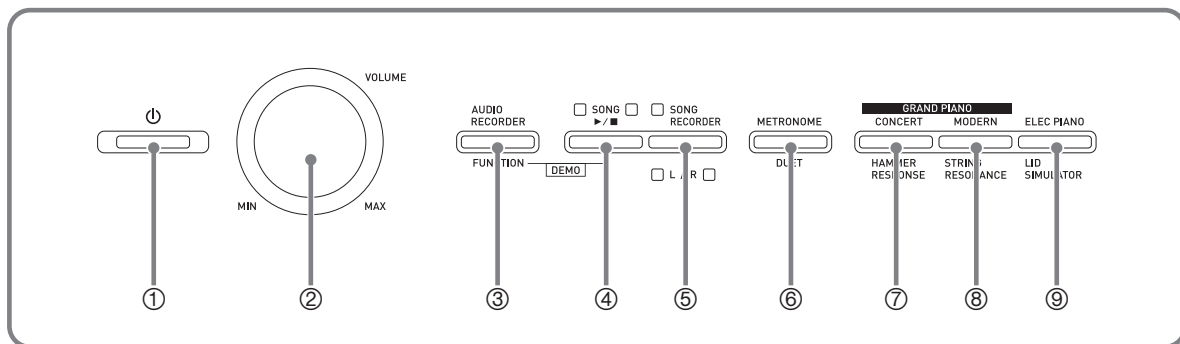 VOLUME
MIN
MAX
AUDIO
RECORDER
FUNCTION
DEMO
SONG
▶/■
SONG
RECORDER
L / R
METRONOME
DUET
GRAND PIANO
CONCERT
MODERN
ELEC PIANO
HAMMER
RESPONSE
STRING
RESONANCE
LID
SIMULATOR
① ② ③ ④ ⑤ ⑥ ⑦ ⑧ ⑨